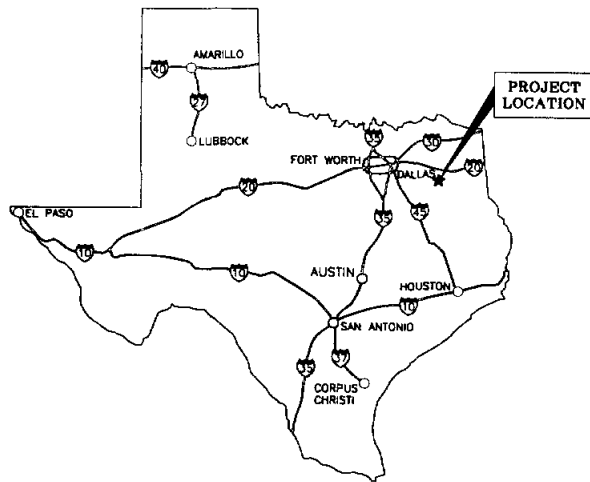 AMARILLO
40
27
LUBBOCK
PROJECT
LOCATION
35
30
FORT WORTH
DALLAS
20
20
35
45
EL PASO
10
10
AUSTIN
HOUSTON
10
SAN ANTONIO
37
35
CORPUS
CHRISTI